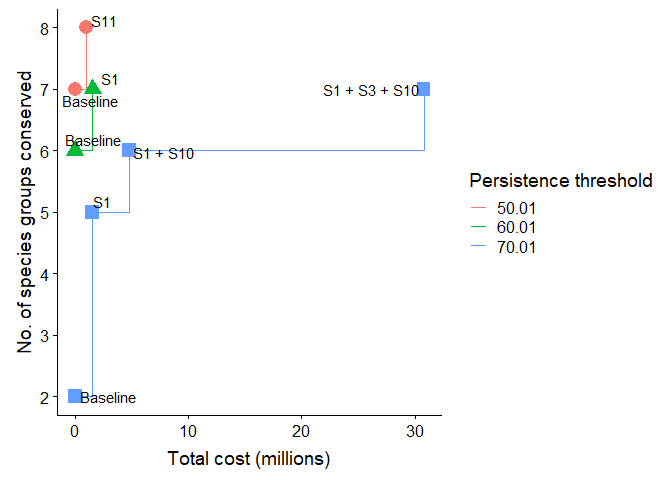 8
7
6
5
4
3
2
No. of species groups conserved
S11
S1
Baseline
Baseline
S1 + S3 + S10
S1 + S10
S1
Baseline
0
10
20
30
Total cost (millions)
Persistence threshold
50.01
60.01
70.01